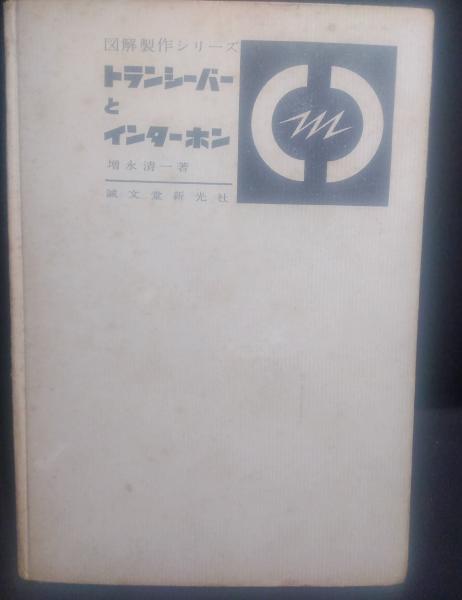 図解製作シリーズ
トランシーバー
と
インターホン
増永清一著
誠文堂新光社